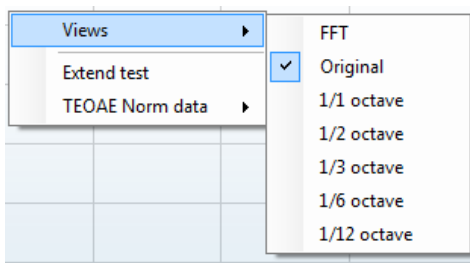 Views
Extend test
TEOAE Norm data
FFT
Original
1/1 octave
1/2 octave
1/3 octave
1/6 octave
1/12 octave